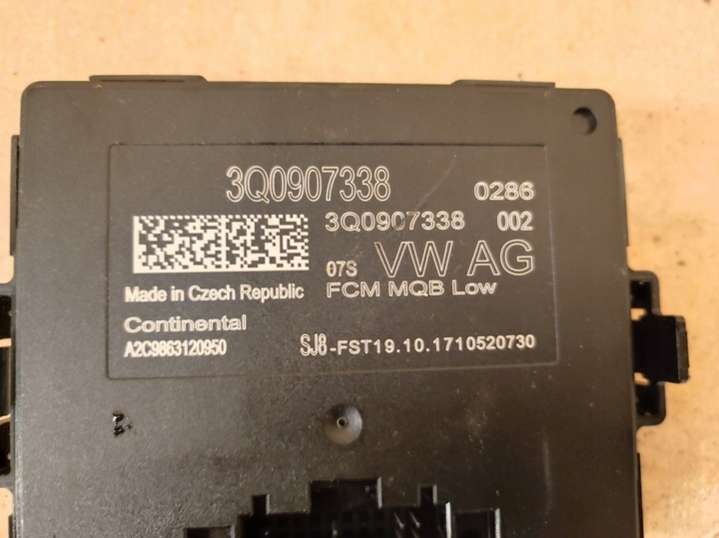 3Q0907338 0286
3Q0907338 002
07S VW AG
Made in Czech Republic FCM MQB Low
Continental
A2C9863120950 SJ8-FST19.10.1710520730